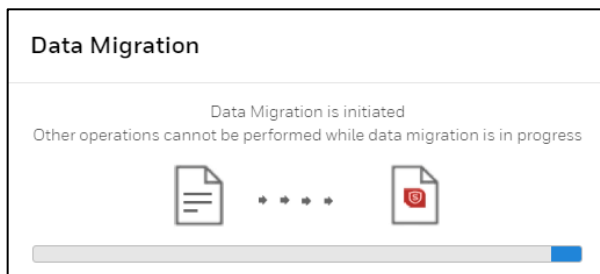 Data Migration
Data Migration is initiated
Other operations cannot be performed while data migration is in progress